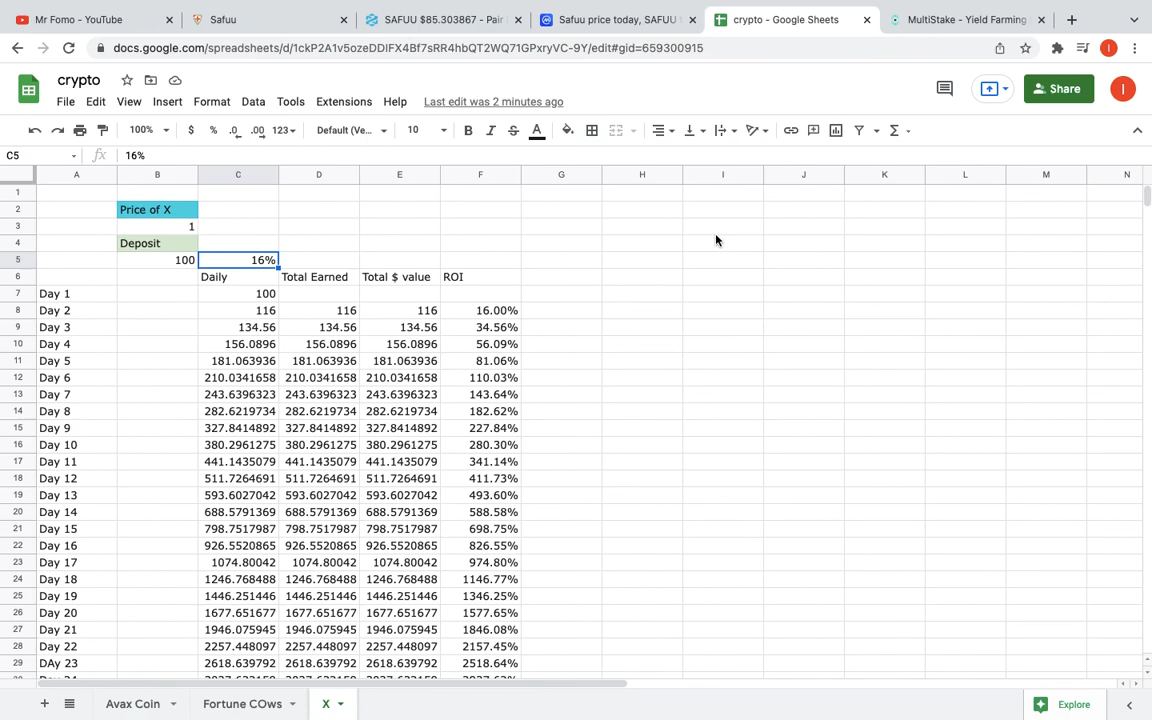 Mr Fomo - YouTube
Safuu
SAFUU $85.303867 - Pair
Safuu price today, SAFUU t
crypto - Google Sheets
MultiStake - Yield Farming
docs.google.com/spreadsheets/d/1ckP2A1v5ozeDDIFX4Bf7sRR4hbQT2WQ71GPxryVC-9Y/edit#gid=659300915
I
crypto
File Edit View Insert Format Data Tools Extensions Help Last edit was 2 minutes ago
Share
I
100% $ % .0 .00 123 Default (Ve... 10 B I S A
C5 fx 16%
A B C D E F G H I J K L M N
1
2 Price of X
3 1
4 Deposit
5 100 16%
6 Daily Total Earned Total $ value ROI
7 Day 1 100
8 Day 2 116 116 116 16.00%
9 Day 3 134.56 134.56 134.56 34.56%
10 Day 4 156.0896 156.0896 156.0896 56.09%
11 Day 5 181.063936 181.063936 181.063936 81.06%
12 Day 6 210.0341658 210.0341658 210.0341658 110.03%
13 Day 7 243.6396323 243.6396323 243.6396323 143.64%
14 Day 8 282.6219734 282.6219734 282.6219734 182.62%
15 Day 9 327.8414892 327.8414892 327.8414892 227.84%
16 Day 10 380.2961275 380.2961275 380.2961275 280.30%
17 Day 11 441.1435079 441.1435079 441.1435079 341.14%
18 Day 12 511.7264691 511.7264691 511.7264691 411.73%
19 Day 13 593.6027042 593.6027042 593.6027042 493.60%
20 Day 14 688.5791369 688.5791369 688.5791369 588.58%
21 Day 15 798.7517987 798.7517987 798.7517987 698.75%
22 Day 16 926.5520865 926.5520865 926.5520865 826.55%
23 Day 17 1074.80042 1074.80042 1074.80042 974.80%
24 Day 18 1246.768488 1246.768488 1246.768488 1146.77%
25 Day 19 1446.251446 1446.251446 1446.251446 1346.25%
26 Day 20 1677.651677 1677.651677 1677.651677 1577.65%
27 Day 21 1946.075945 1946.075945 1946.075945 1846.08%
28 Day 22 2257.448097 2257.448097 2257.448097 2157.45%
29 DAy 23 2618.639792 2618.639792 2618.639792 2518.64%
Avax Coin Fortune COws X Explore